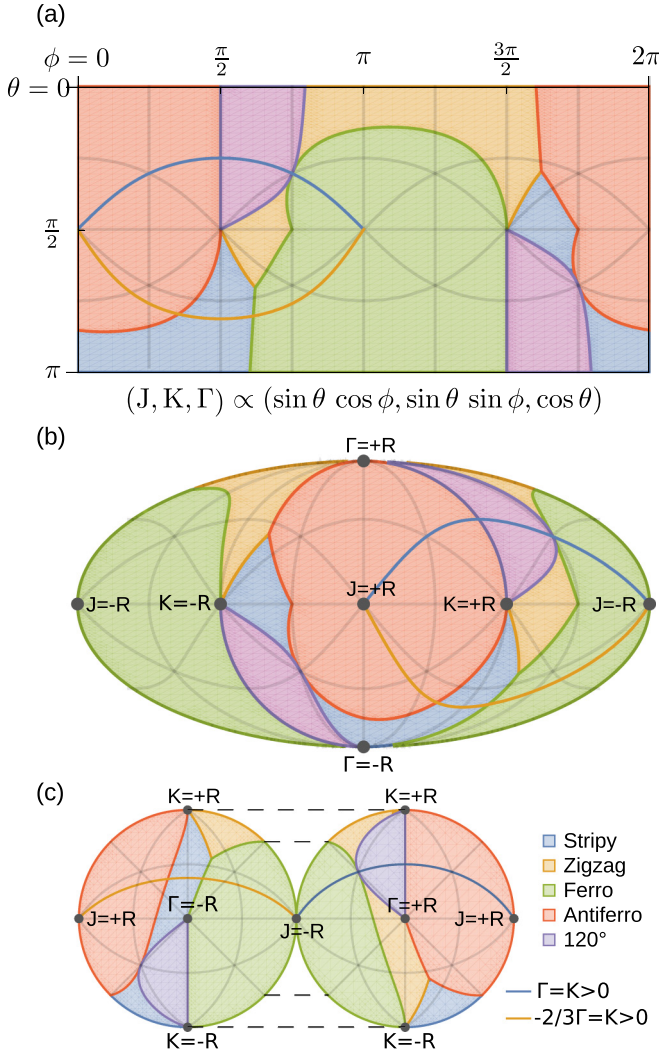 (a)
ϕ = 0 π/2 π 3π/2 2π
θ = 0
π/2
π
(J, K, Γ) ∝ (sin θ cos ϕ, sin θ sin ϕ, cos θ)
(b)
Γ=+R
J=-R K=-R J=+R K=+R J=-R
Γ=-R
(c)
K=+R K=+R
J=+R Γ=-R J=-R Γ=+R J=+R
K=-R K=-R
Stripy
Zigzag
Ferro
Antiferro
120°
Γ=K>0
-2/3Γ=K>0